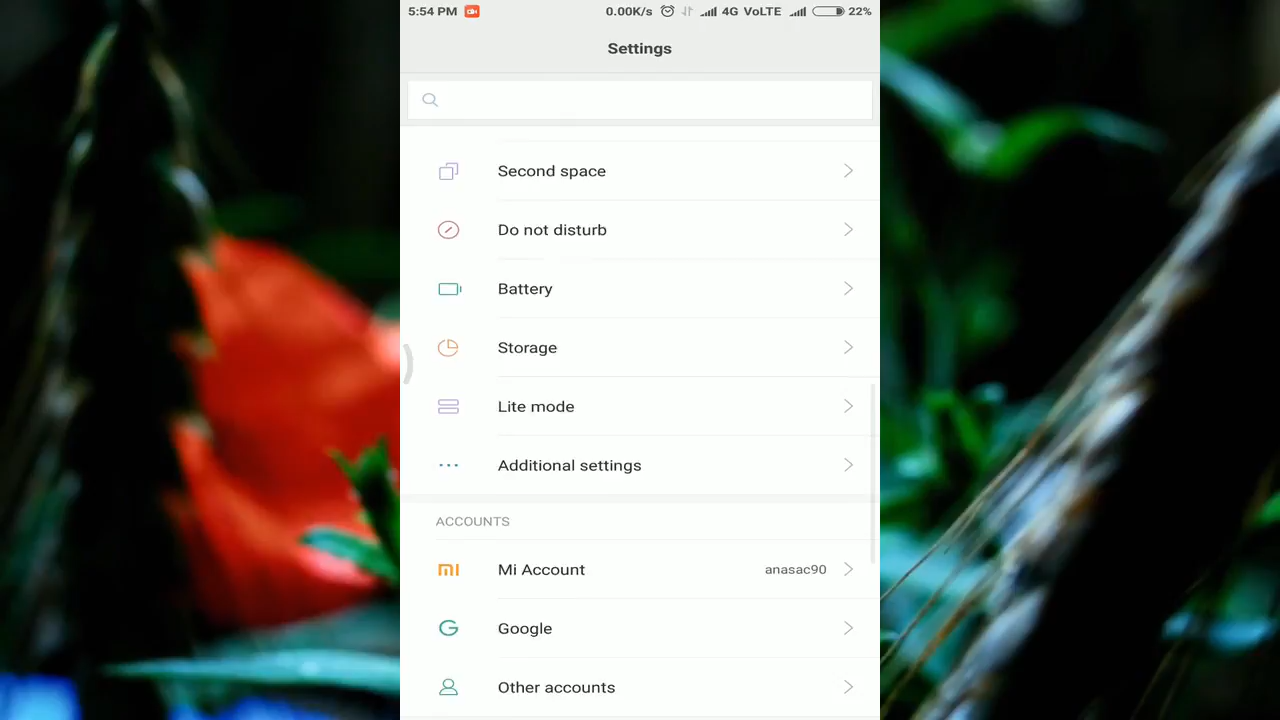 5:54 PM 0.00K/s 4G VoLTE 22%
Settings
Second space
Do not disturb
Battery
Storage
Lite mode
Additional settings
ACCOUNTS
Mi Account anasac90
Google
Other accounts